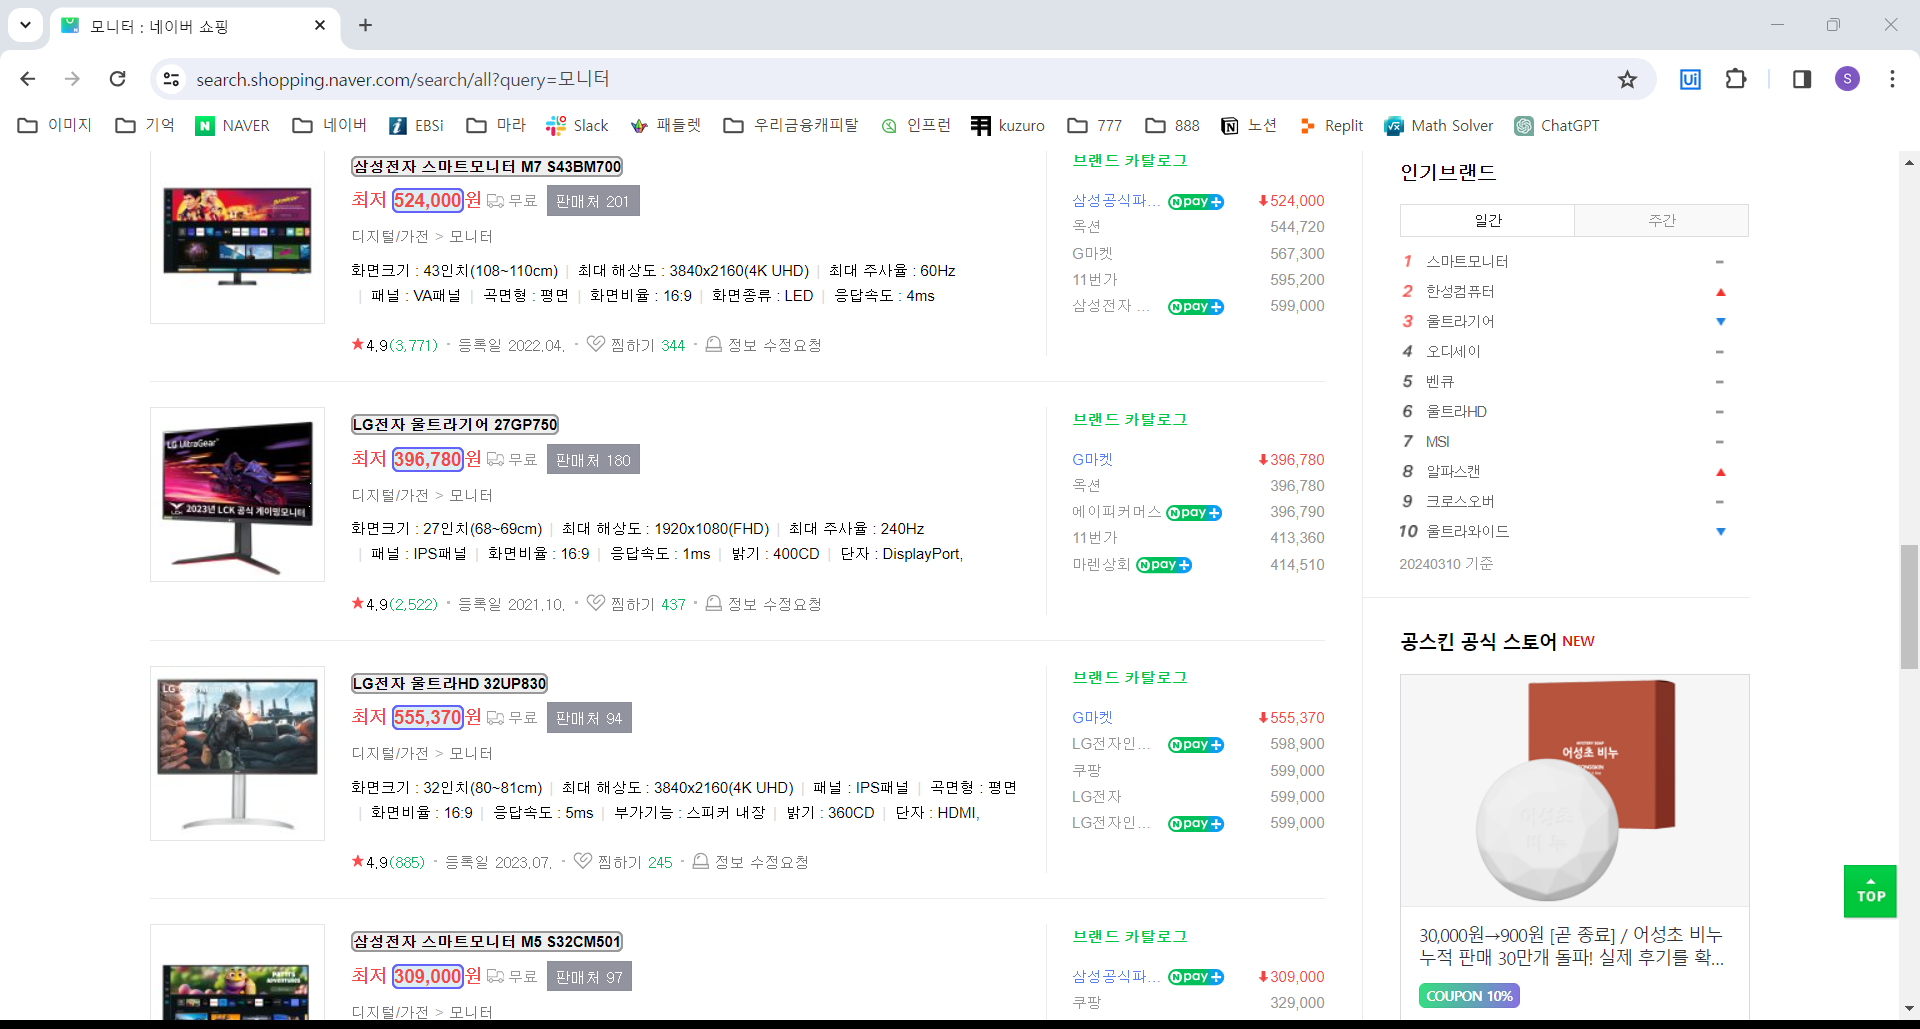 모니터 : 네이버 쇼핑
search.shopping.naver.com/search/all?query=모니터
S
이미지 기억 NAVER 네이버 EBSi 마라 Slack 패들렛 우리금융캐피탈 인프런 kuzuro 777 888 노션 Replit Math Solver ChatGPT
삼성전자 스마트모니터 M7 S43BM700
최저 524,000원 무료 판매처 201
디지털/가전 > 모니터
화면크기 : 43인치(108~110cm) | 최대 해상도 : 3840x2160(4K UHD) | 최대 주사율 : 60Hz
| 패널 : VA패널 | 곡면형 : 평면 | 화면비율 : 16:9 | 화면종류 : LED | 응답속도 : 4ms
★4.9(3,771) · 등록일 2022.04. · 찜하기 344 · 정보 수정요청
브랜드 카탈로그
삼성공식파... N pay+ 524,000
옥션 544,720
G마켓 567,300
11번가 595,200
삼성전자 ... N pay+ 599,000
LG UltraGear
2023년 LCK 공식 게이밍모니터
LG전자 울트라기어 27GP750
최저 396,780원 무료 판매처 180
디지털/가전 > 모니터
화면크기 : 27인치(68~69cm) | 최대 해상도 : 1920x1080(FHD) | 최대 주사율 : 240Hz
| 패널 : IPS패널 | 화면비율 : 16:9 | 응답속도 : 1ms | 밝기 : 400CD | 단자 : DisplayPort,
★4.9(2,522) · 등록일 2021.10. · 찜하기 437 · 정보 수정요청
브랜드 카탈로그
G마켓 396,780
옥션 396,780
에이피커머스 N pay+ 396,790
11번가 413,360
마렌상회 N pay+ 414,510
LG전자 울트라HD 32UP830
최저 555,370원 무료 판매처 94
디지털/가전 > 모니터
화면크기 : 32인치(80~81cm) | 최대 해상도 : 3840x2160(4K UHD) | 패널 : IPS패널 | 곡면형 : 평면
| 화면비율 : 16:9 | 응답속도 : 5ms | 부가기능 : 스피커 내장 | 밝기 : 360CD | 단자 : HDMI,
★4.9(885) · 등록일 2023.07. · 찜하기 245 · 정보 수정요청
브랜드 카탈로그
G마켓 555,370
LG전자인... N pay+ 598,900
쿠팡 599,000
LG전자 599,000
LG전자인... N pay+ 599,000
삼성전자 스마트모니터 M5 S32CM501
최저 309,000원 무료 판매처 97
디지털/가전 > 모니터
브랜드 카탈로그
삼성공식파... N pay+ 309,000
쿠팡 329,000
인기브랜드
일간 주간
1 스마트모니터
2 한성컴퓨터
3 울트라기어
4 오디세이
5 벤큐
6 울트라HD
7 MSI
8 알파스캔
9 크로스오버
10 울트라와이드
20240310 기준
공스킨 공식 스토어 NEW
어성초 비누
30,000원→900원 [곧 종료] / 어성초 비누
누적 판매 30만개 돌파! 실제 후기를 확...
COUPON 10%
TOP